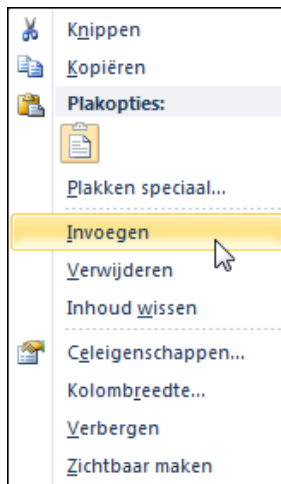 Knippen
Kopiëren
Plakopties:
Plakken speciaal...
Invoegen
Verwijderen
Inhoud wissen
Celeigenschappen...
Kolombreedte...
Verbergen
Zichtbaar maken